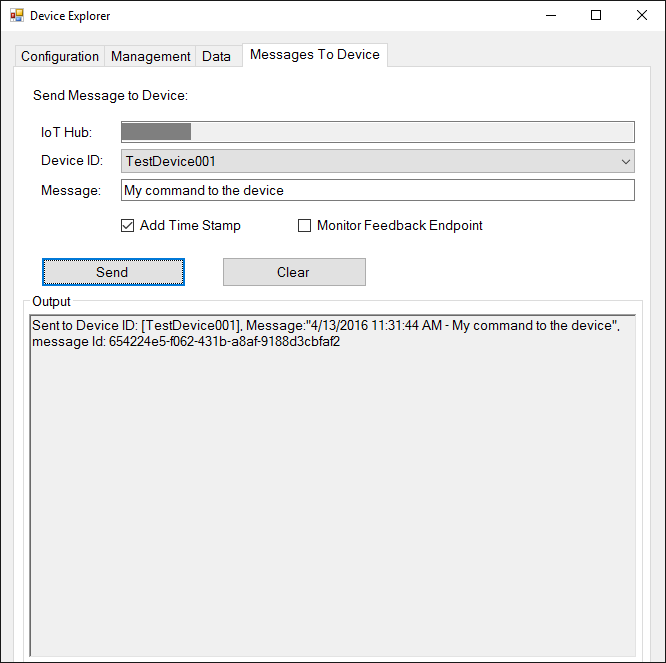 Device Explorer
Configuration Management Data Messages To Device
Send Message to Device:
IoT Hub:
Device ID: TestDevice001
Message: My command to the device
Add Time Stamp Monitor Feedback Endpoint
Send Clear
Output
Sent to Device ID: [TestDevice001], Message:"4/13/2016 11:31:44 AM - My command to the device",
message Id: 654224e5-f062-431b-a8af-9188d3cbfaf2